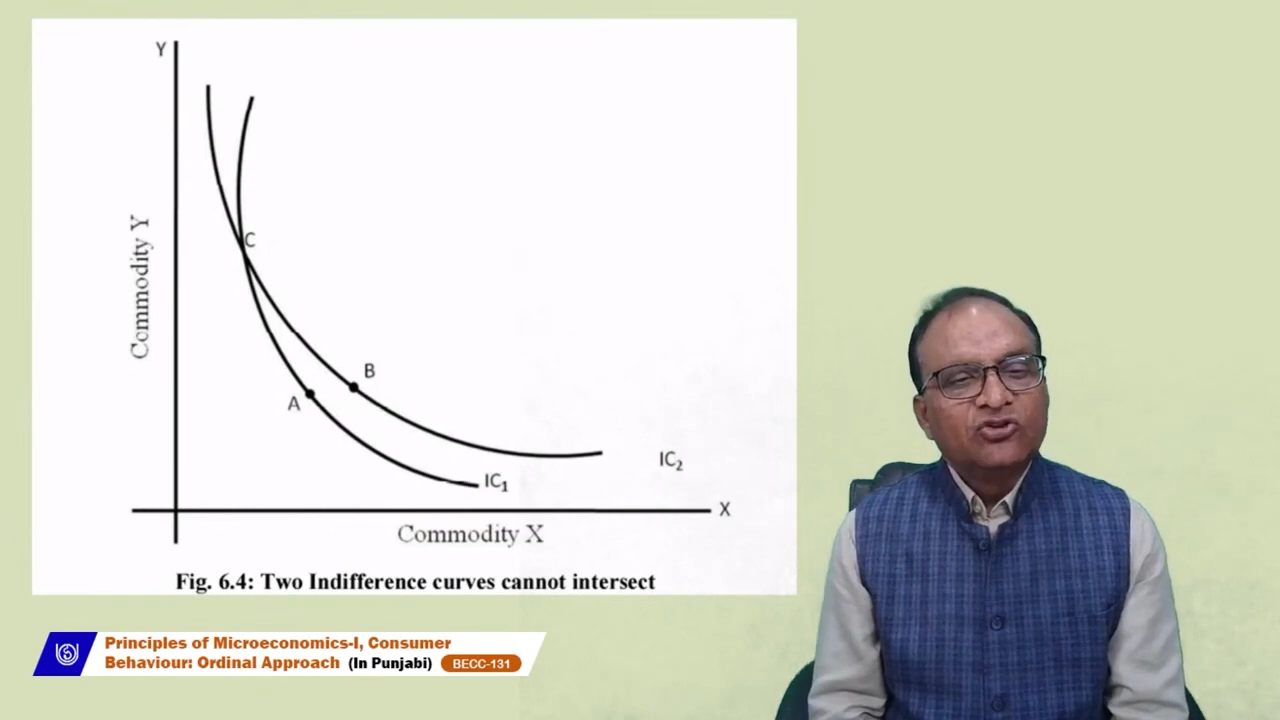 Y
C
B
A
Commodity Y
IC₂
IC₁
X
Commodity X
Fig. 6.4: Two Indifference curves cannot intersect
Principles of Microeconomics-I, Consumer
Behaviour: Ordinal Approach (In Punjabi) BECC-131